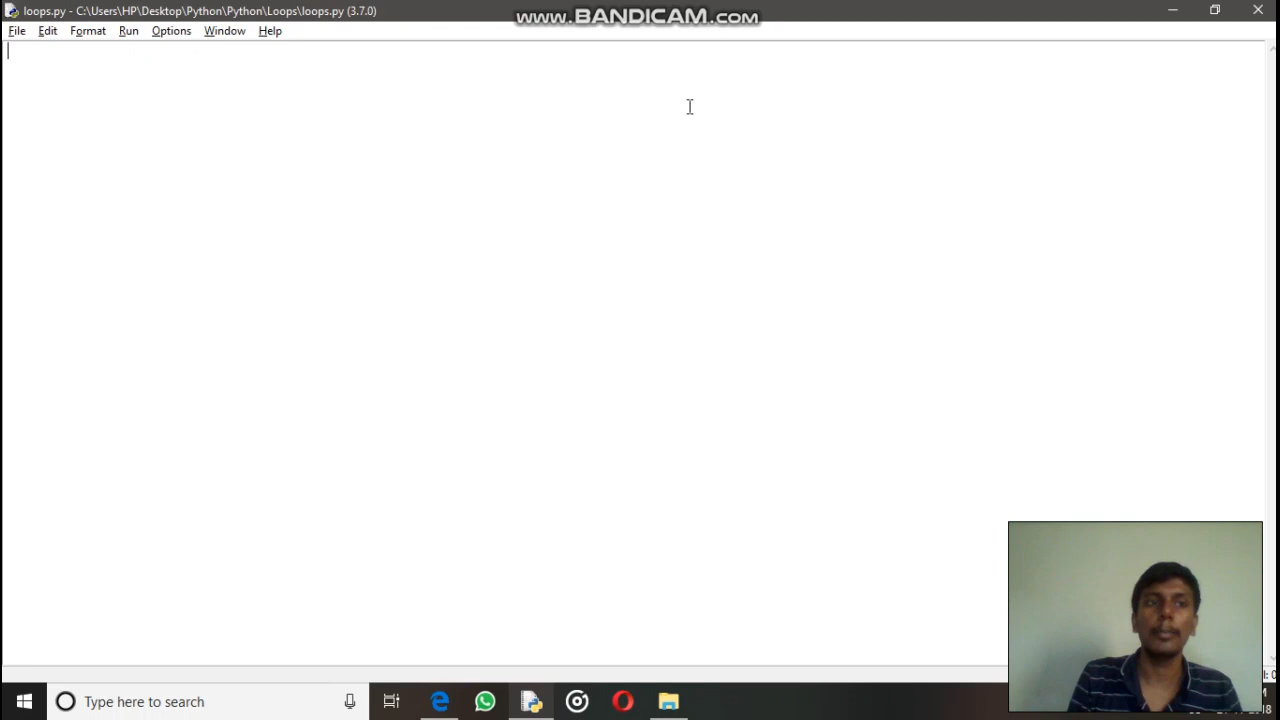 loops.py - C:\Users\HP\Desktop\Python\Python\Loops\loops.py (3.7.0)
www.BANDICAM.com
File Edit Format Run Options Window Help
Type here to search